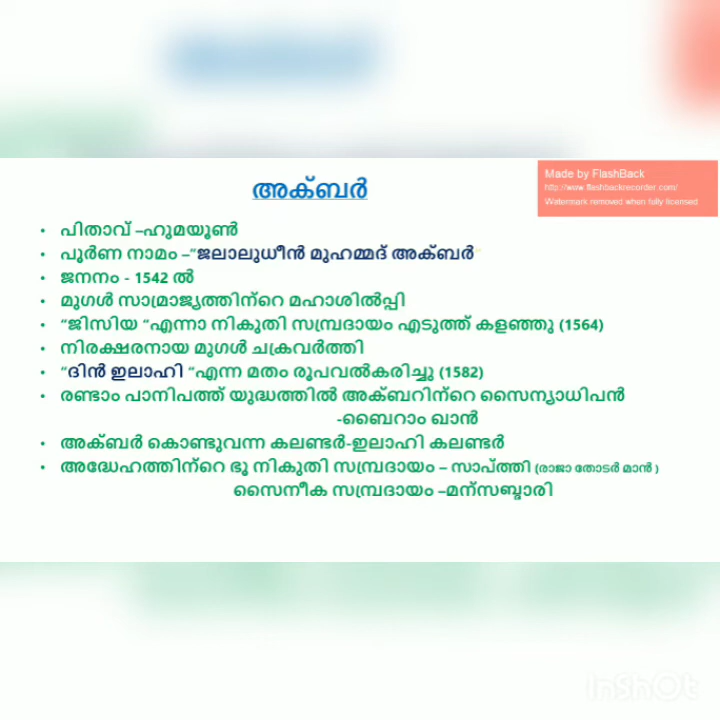 Made by FlashBack
http://www.flashbackrecorder.com/
Watermark removed when fully licensed
അക്ബർ
• പിതാവ് –ഹുമയൂൺ
• പൂർണ നാമം –“ജലാലുധീൻ മുഹമ്മദ് അക്ബർ”
• ജനനം - 1542 ൽ
• മുഗൾ സാമ്രാജ്യത്തിന്റെ മഹാശിൽപ്പി
• “ജിസിയ “എന്നാ നികുതി സമ്പ്രദായം എടുത്ത് കളഞ്ഞു (1564)
• നിരക്ഷരനായ മുഗൾ ചക്രവർത്തി
• “ദിൻ ഇലാഹി “എന്ന മതം രൂപവൽകരിച്ചു (1582)
• രണ്ടാം പാനിപത്ത് യുദ്ധത്തിൽ അക്ബറിന്റെ സൈന്യാധിപൻ
-ബൈറാം ഖാൻ
• അക്ബർ കൊണ്ടുവന്ന കലണ്ടർ-ഇലാഹി കലണ്ടർ
• അദ്ധേഹത്തിന്റെ ഭൂ നികുതി സമ്പ്രദായം – സാപ്ത്തി (രാജാ തോടർ മാൻ )
സൈനീക സമ്പ്രദായം –മന്സബ്ദാരി
InShOt